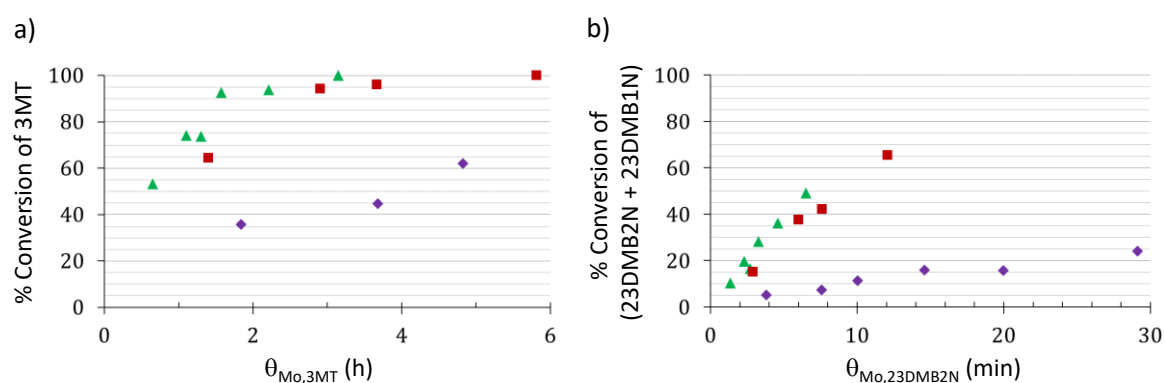 a)
% Conversion of 3MT
100
80
60
40
20
0
0 2 4 6
θMo,3MT (h)
b)
% Conversion of
(23DMB2N + 23DMB1N)
100
80
60
40
20
0
0 10 20 30
θMo,23DMB2N (min)